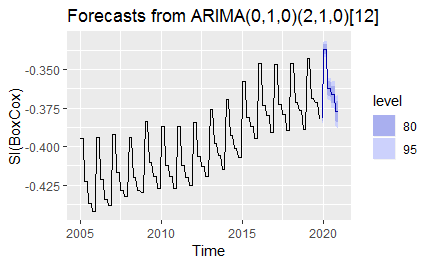 Forecasts from ARIMA(0,1,0)(2,1,0)[12]
-0.350
-0.375
-0.400
-0.425
SI(BoxCox)
2005
2010
2015
2020
Time
level
80
95